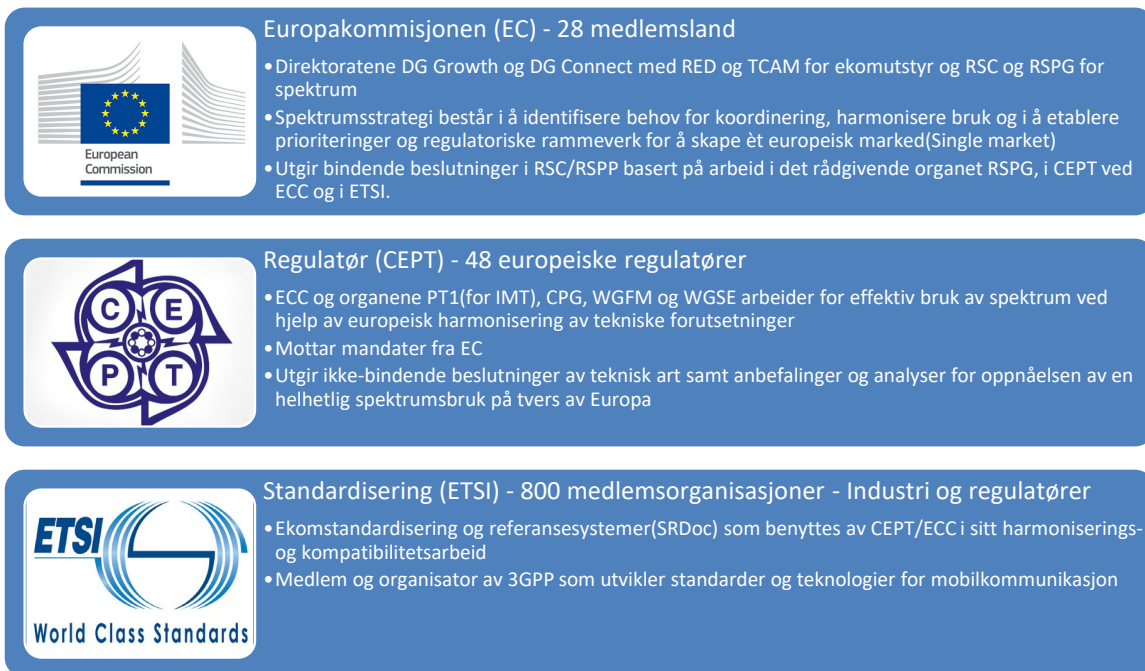 Europakommisjonen (EC) - 28 medlemsland
•Direktoratene DG Growth og DG Connect med RED og TCAM for ekomutstyr og RSC og RSPG for
spektrum
•Spektrumsstrategi består i å identifisere behov for koordinering, harmonisere bruk og i å etablere
prioriteringer og regulatoriske rammeverk for å skape èt europeisk marked(Single market)
•Utgir bindende beslutninger i RSC/RSPP basert på arbeid i det rådgivende organet RSPG, i CEPT ved
ECC og i ETSI.
European
Commission
Regulatør (CEPT) - 48 europeiske regulatører
•ECC og organene PT1(for IMT), CPG, WGFM og WGSE arbeider for effektiv bruk av spektrum ved
hjelp av europeisk harmonisering av tekniske forutsetninger
•Mottar mandater fra EC
•Utgir ikke-bindende beslutninger av teknisk art samt anbefalinger og analyser for oppnåelsen av en
helhetlig spektrumsbruk på tvers av Europa
C E
P T
Standardisering (ETSI) - 800 medlemsorganisasjoner - Industri og regulatører
•Ekomstandardisering og referansesystemer(SRDoc) som benyttes av CEPT/ECC i sitt harmoniserings-
og kompatibilitetsarbeid
•Medlem og organisator av 3GPP som utvikler standarder og teknologier for mobilkommunikasjon
ETSI
World Class Standards